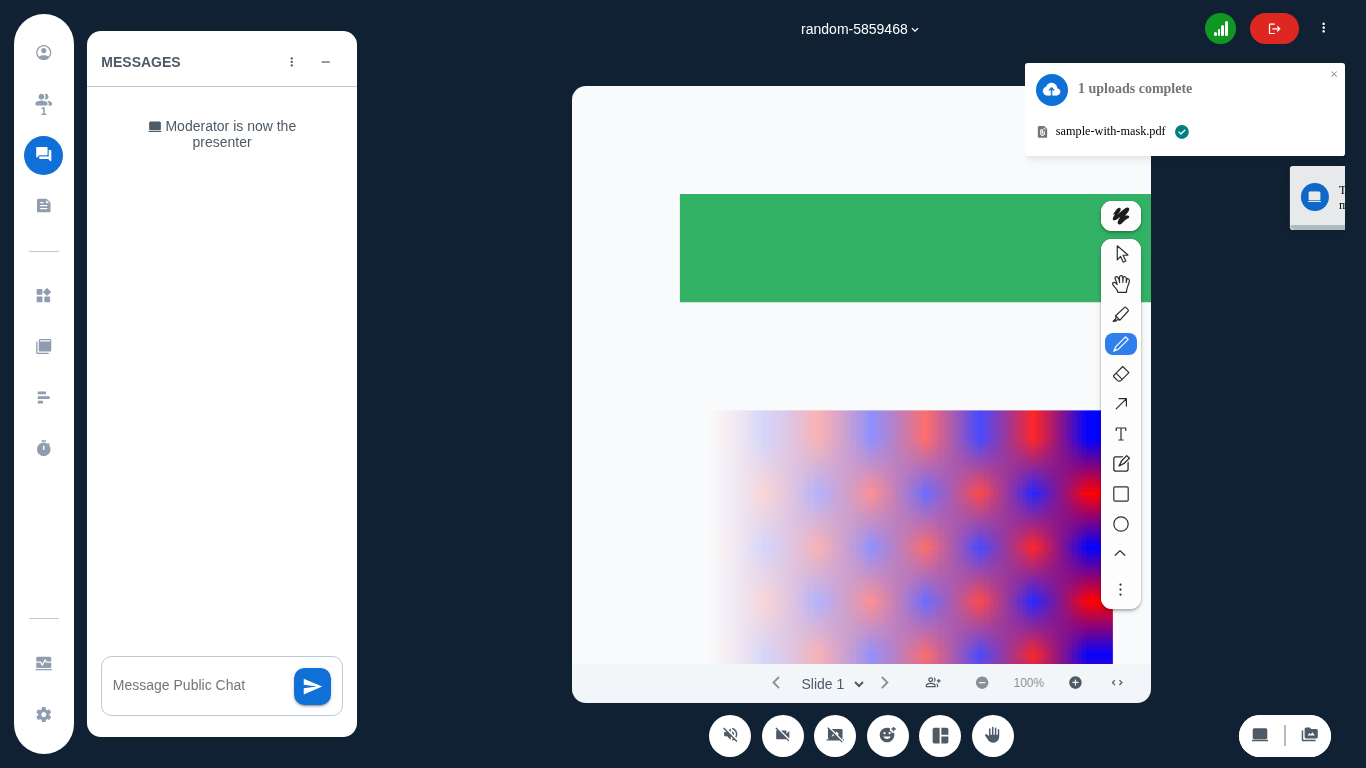 random-5859468
1
MESSAGES
Moderator is now the
presenter
Message Public Chat
1 uploads complete
sample-with-mask.pdf
Slide 1
100%